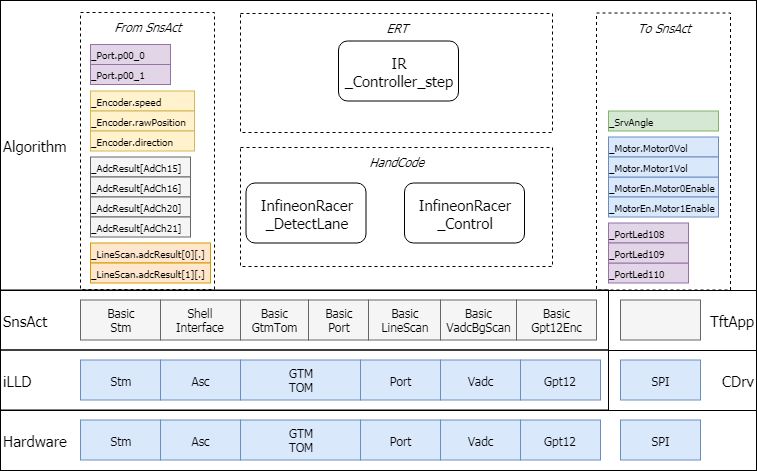 From SnsAct
ERT
To SnsAct
_Port.p00_0
_Port.p00_1
IR
_Controller_step
_Encoder.speed
_Encoder.rawPosition
_Encoder.direction
_SrvAngle
Algorithm
_Motor.Motor0Vol
_Motor.Motor1Vol
_MotorEn.Motor0Enable
_MotorEn.Motor1Enable
_AdcResult[AdCh15]
_AdcResult[AdCh16]
_AdcResult[AdCh20]
_AdcResult[AdCh21]
HandCode
InfineonRacer
_DetectLane
InfineonRacer
_Control
_PortLed108
_PortLed109
_PortLed110
_LineScan.adcResult[0][.]
_LineScan.adcResult[1][.]
SnsAct
Basic
Stm
Shell
Interface
Basic
GtmTom
Basic
Port
Basic
LineScan
Basic
VadcBgScan
Basic
Gpt12Enc
TftApp
iLLD
Stm
Asc
GTM
TOM
Port
Vadc
Gpt12
SPI
CDrv
Hardware
Stm
Asc
GTM
TOM
Port
Vadc
Gpt12
SPI